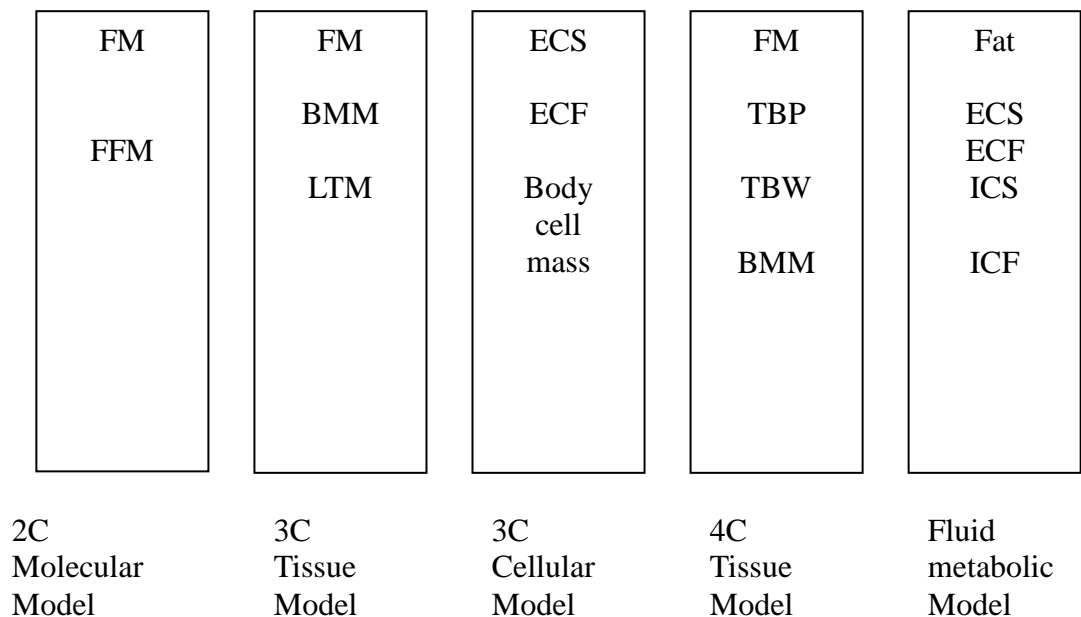 FM
FFM
FM
BMM
LTM
ECS
ECF
Body
cell
mass
FM
TBP
TBW
BMM
Fat
ECS
ECF
ICS
ICF
2C
Molecular
Model
3C
Tissue
Model
3C
Cellular
Model
4C
Tissue
Model
Fluid
metabolic
Model